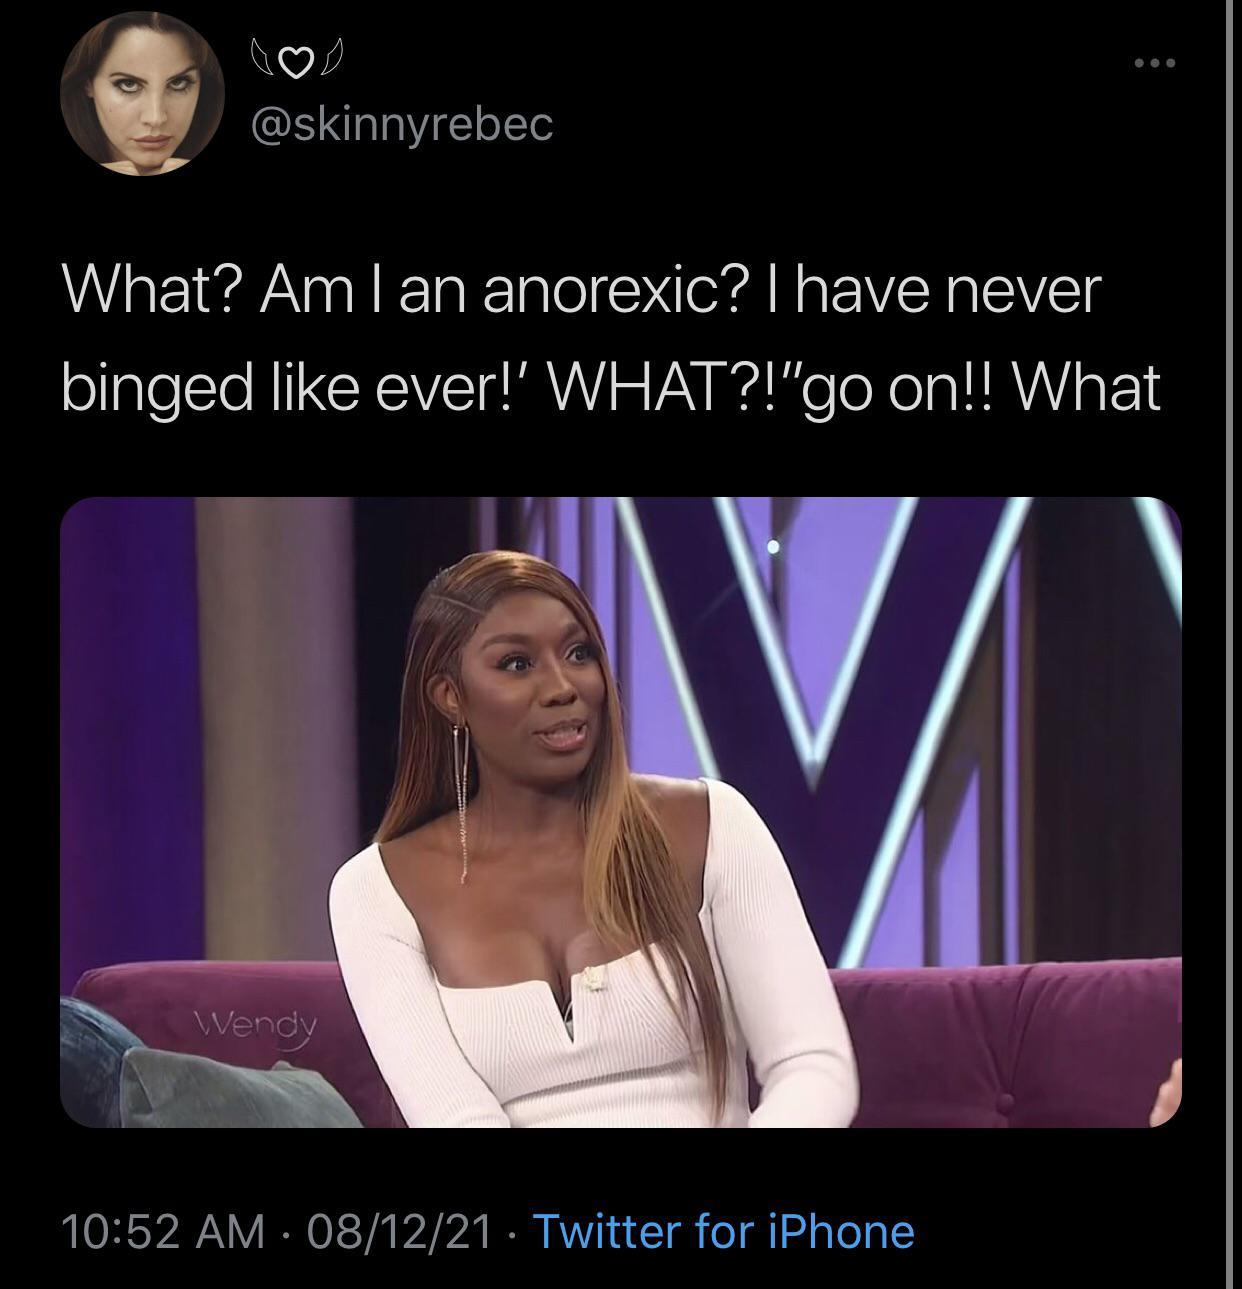 @skinnyrebec
What? Am I an anorexic? I have never
binged like ever!’ WHAT?!”go on!! What
Wendy
10:52 AM · 08/12/21 · Twitter for iPhone